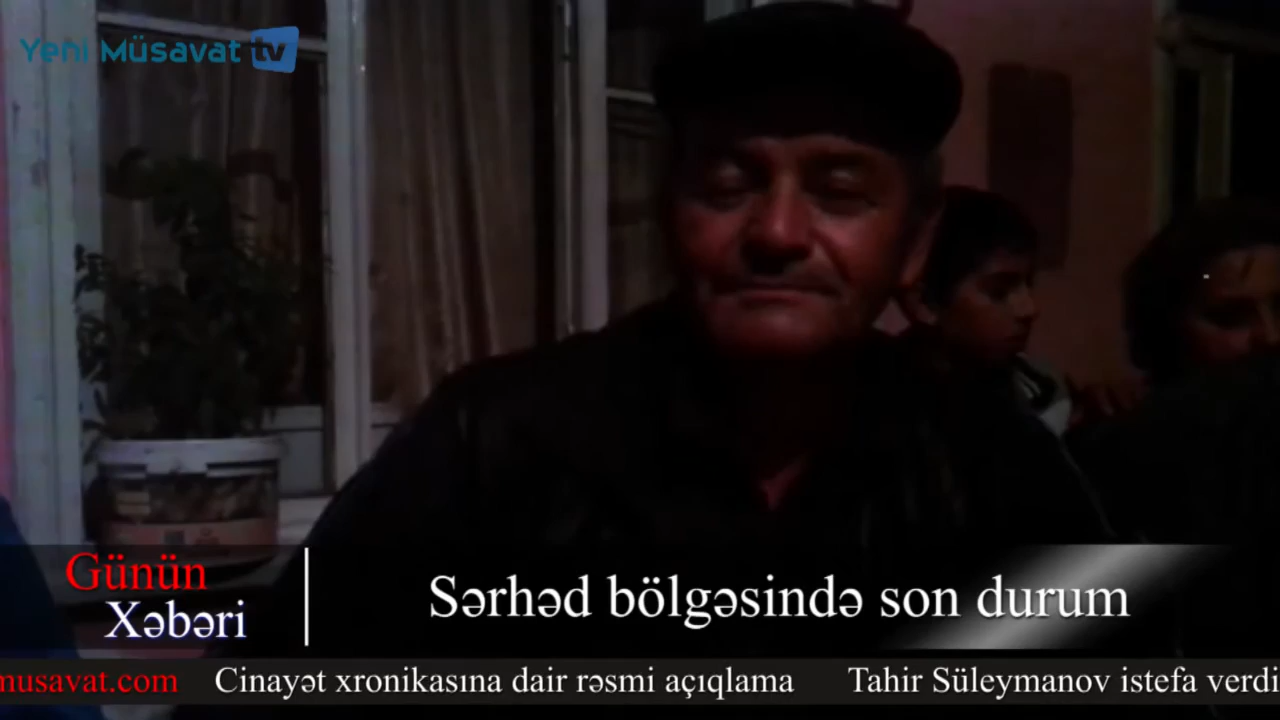 Yeni Müsavat tv
Günün
Xəbəri
Sərhəd bölgəsində son durum
musavat.com Cinayət xronikasına dair rəsmi açıqlama Tahir Süleymanov istefa verdi